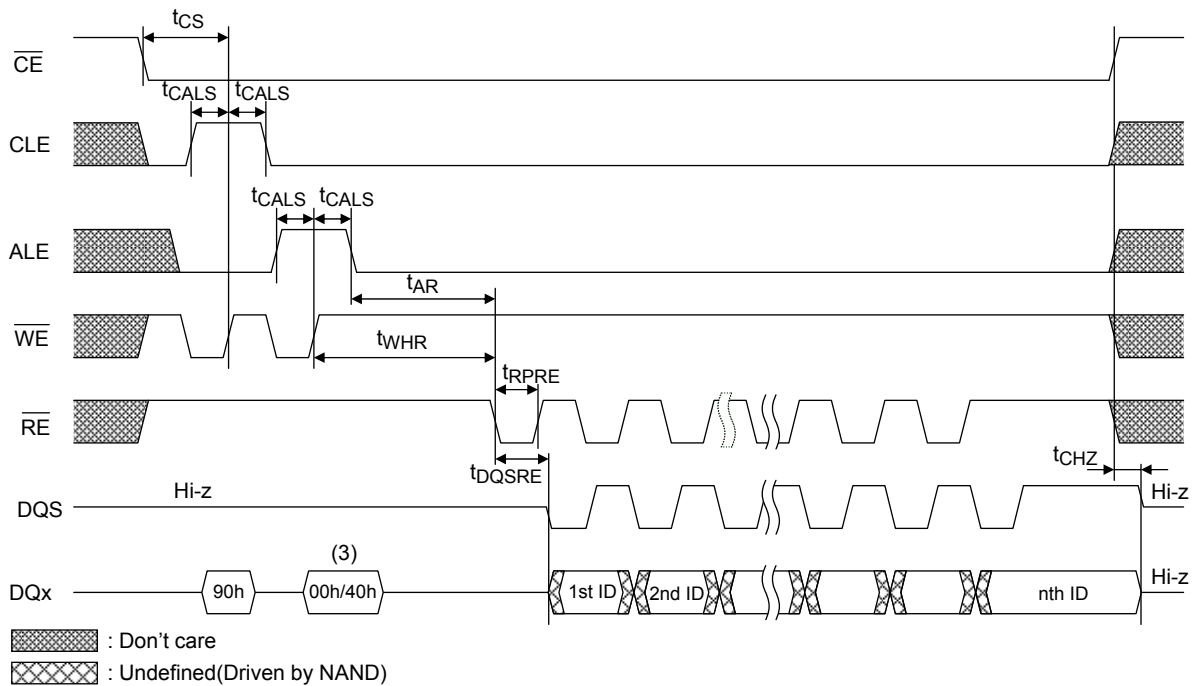 tCS
CE
tCALS tCALS
CLE
tCALS tCALS
ALE
tAR
WE
tWHR
tRPRE
RE
tDQSRE
tCHZ
Hi-z
Hi-z
DQS
(3)
DQx
90h
00h/40h
1st ID
2nd ID
nth ID
Hi-z
: Don't care
: Undefined(Driven by NAND)